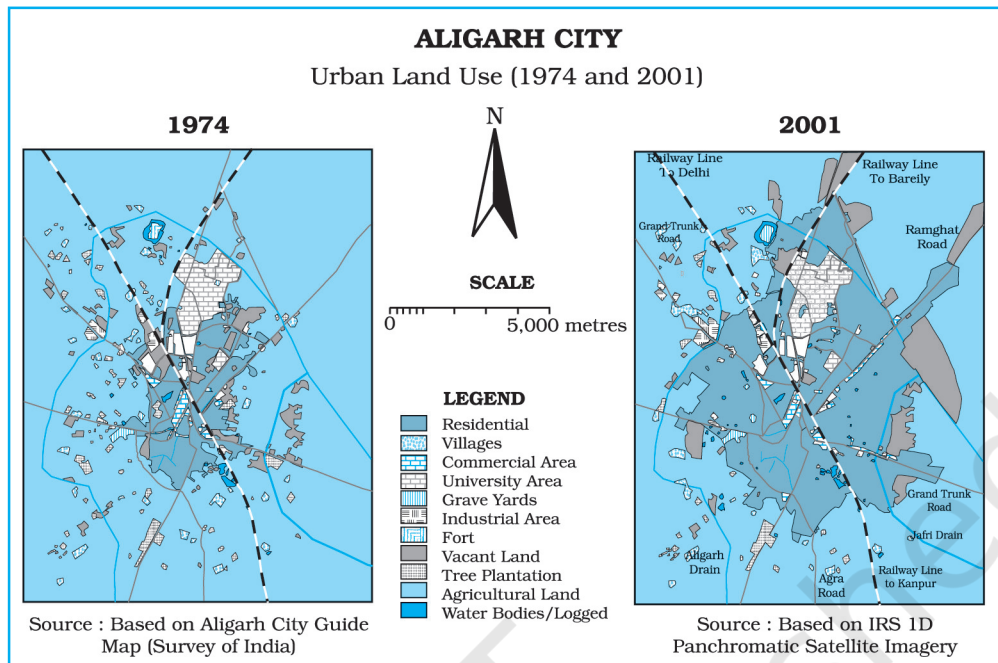 ALIGARH CITY
Urban Land Use (1974 and 2001)
1974
N
2001
SCALE
0 5,000 metres
LEGEND
Residential
Villages
Commercial Area
University Area
Grave Yards
Industrial Area
Fort
Vacant Land
Tree Plantation
Agricultural Land
Water Bodies/Logged
Railway Line
To Delhi
Railway Line
To Bareily
Grand Trunk
Road
Ramghat
Road
Grand Trunk
Road
Jafri Drain
Aligarh
Drain
Agra
Road
Railway Line
to Kanpur
Source : Based on Aligarh City Guide
Map (Survey of India)
Source : Based on IRS 1D
Panchromatic Satellite Imagery